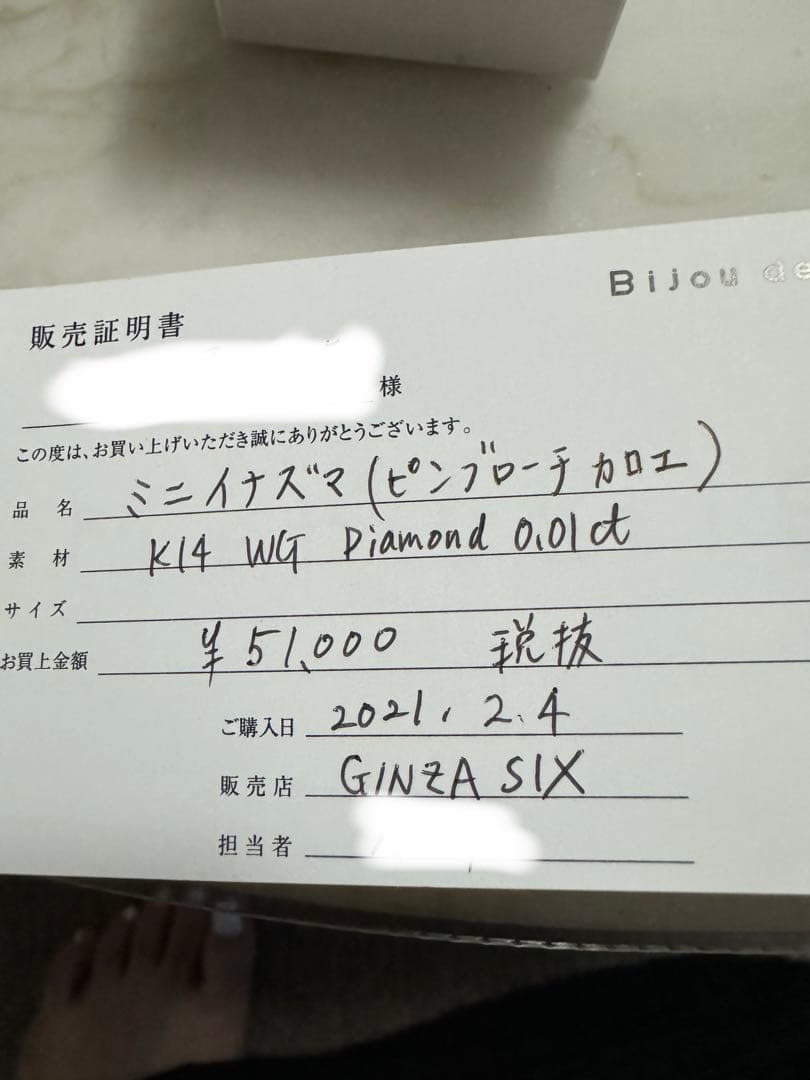 Bijou de
販売証明書
様
この度は、お買い上げいただき誠にありがとうございます。
品名 ミニイナズマ(ピンブローチカロエ)
素材 K14 WG Diamond 0.01ct
サイズ
お買上金額 ¥51,000 税抜
ご購入日 2021.2.4
販売店 GINZA SIX
担当者